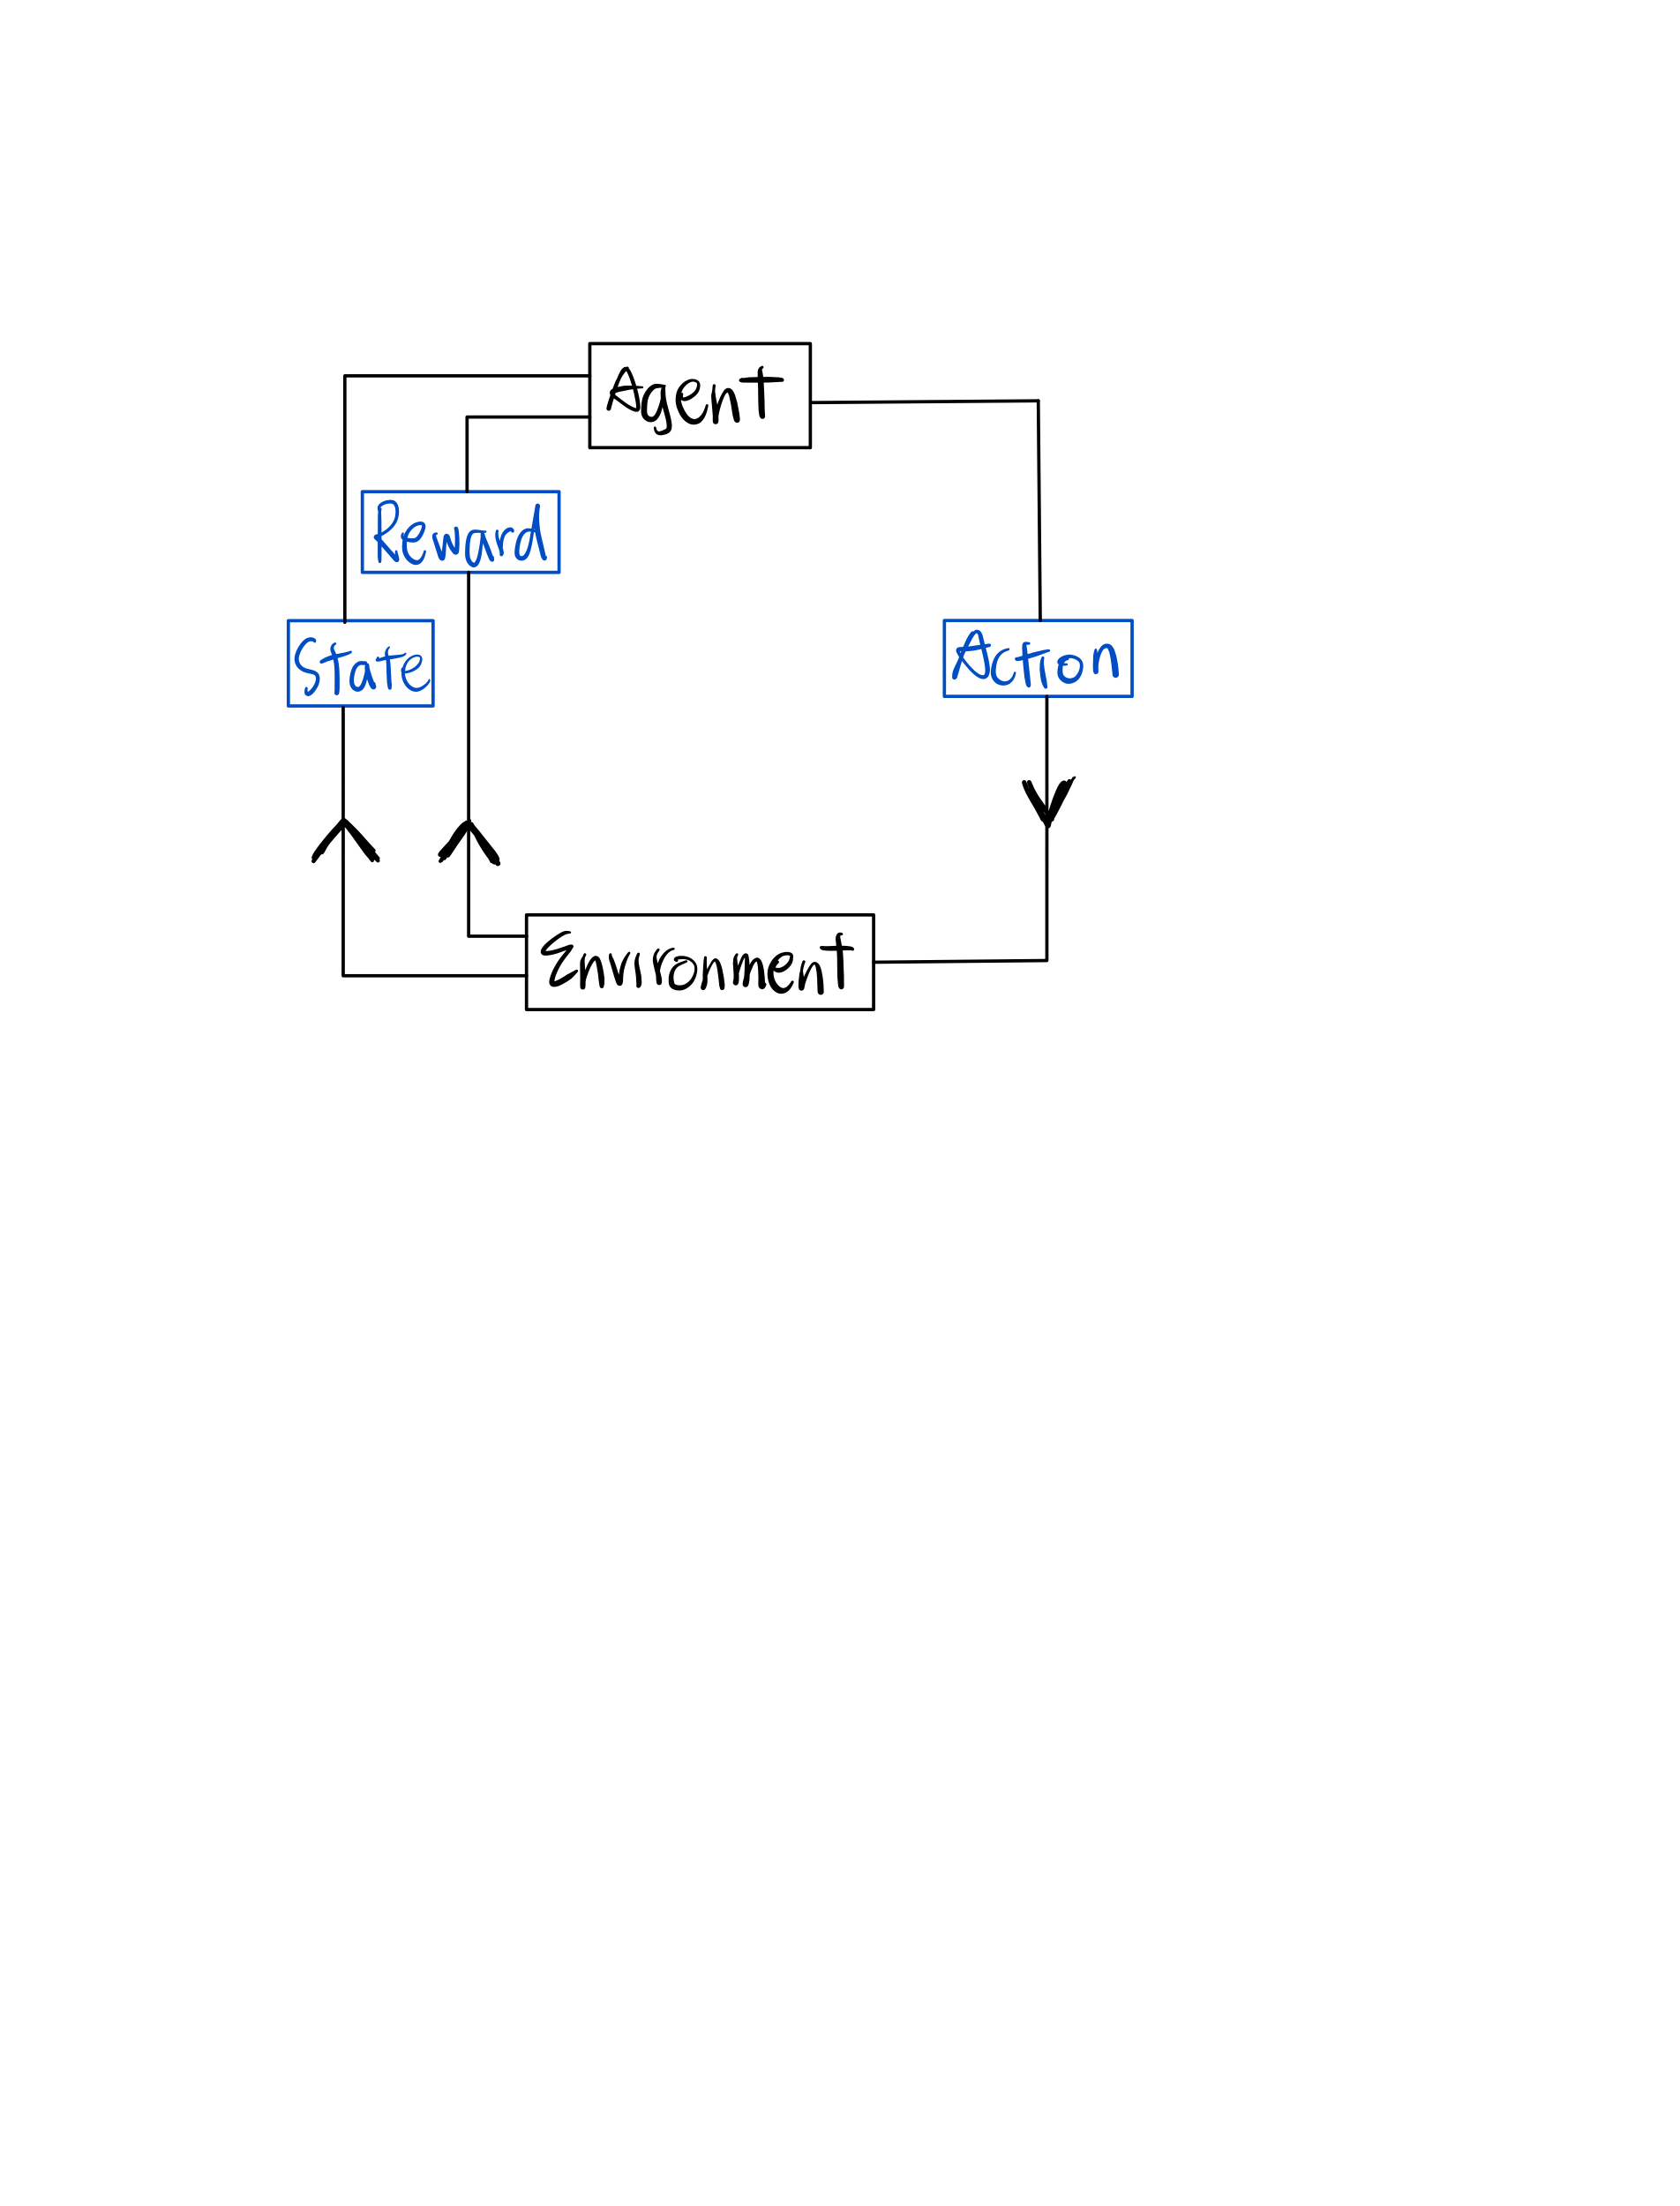 Agent
Reward
State
Action
Environment